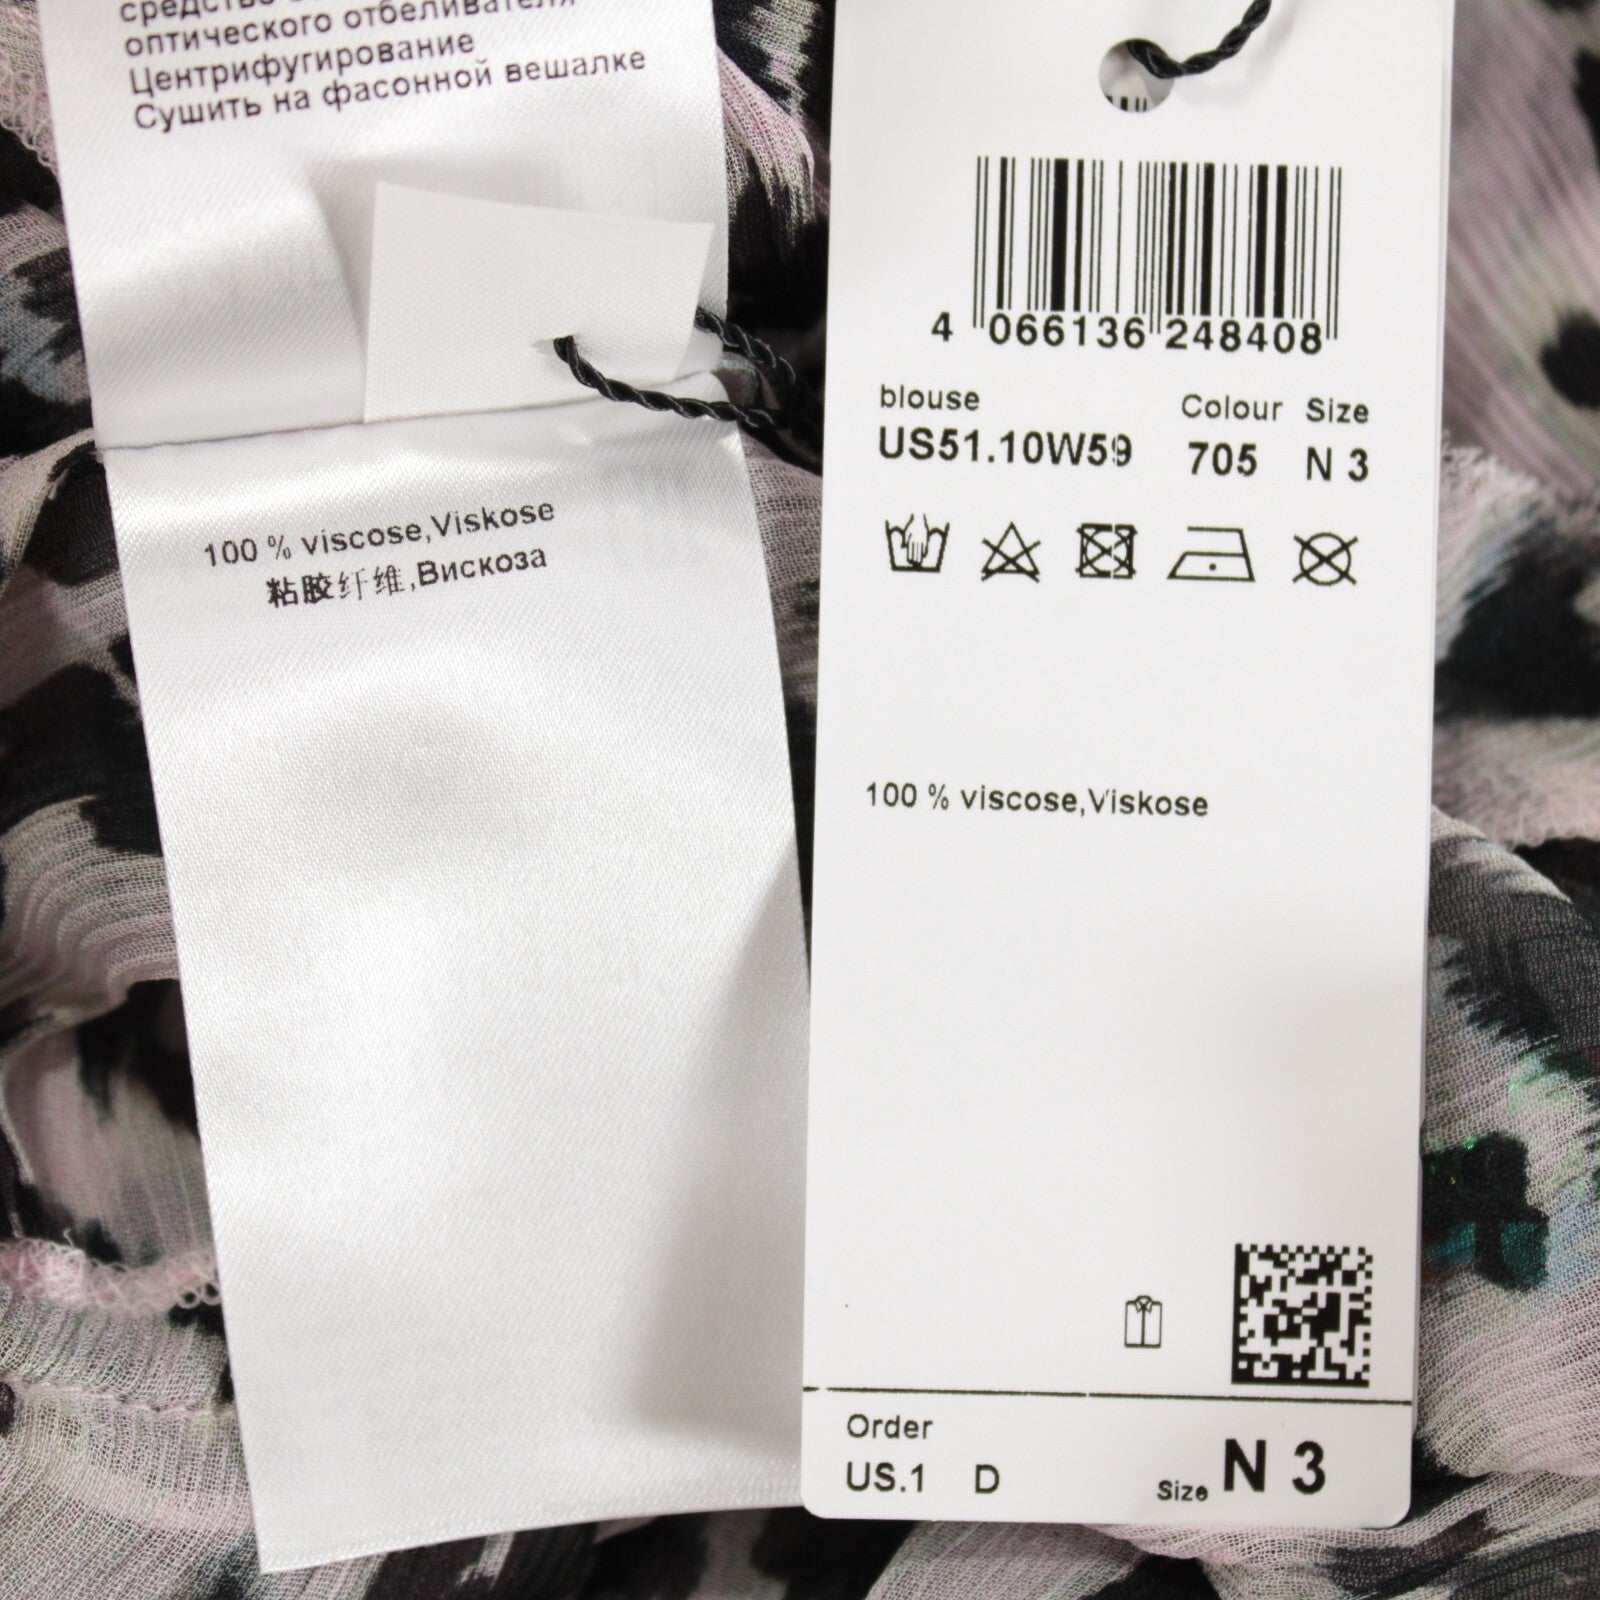 средство
оптического отбеливателя
Центрифугирование
Сушить на фасонной вешалке
100 % viscose,Viskose
粘胶纤维,Вискоза
4 066136 248408
blouse Colour Size
US51.10W59 705 N 3
100 % viscose,Viskose
Order
US.1 D Size N 3